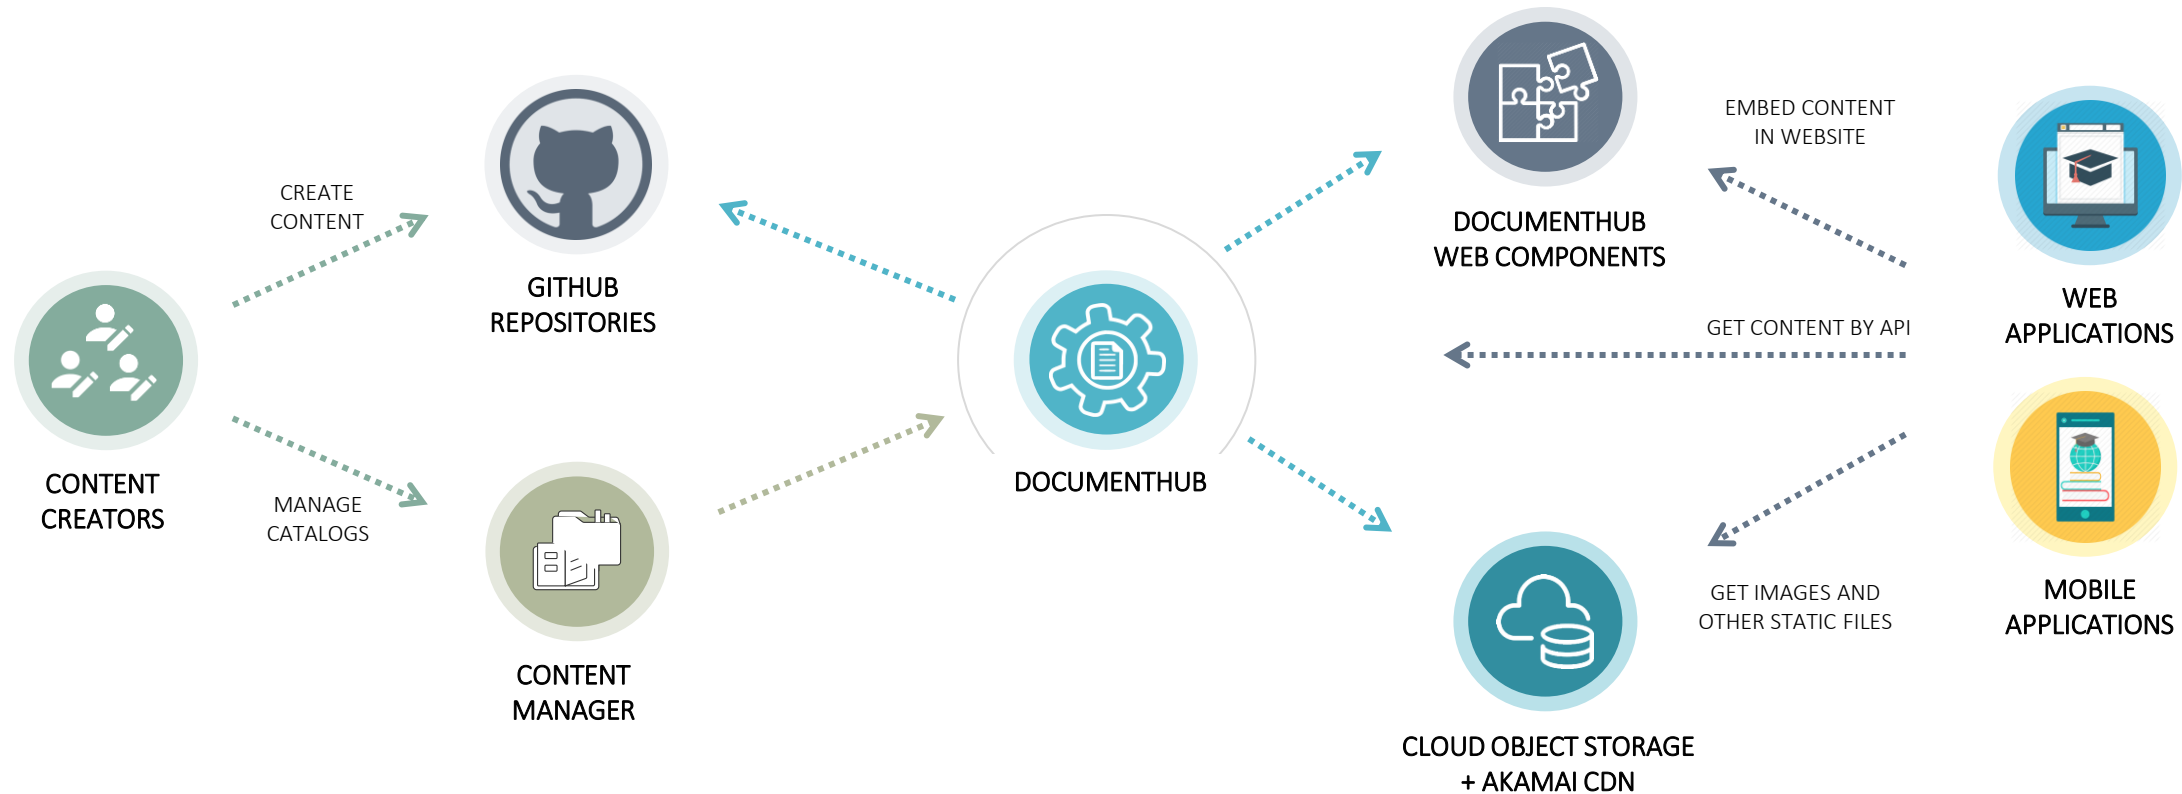 CREATE
CONTENT
GITHUB
REPOSITORIES
CONTENT
CREATORS
MANAGE
CATALOGS
CONTENT
MANAGER
DOCUMENTHUB
DOCUMENTHUB
WEB COMPONENTS
EMBED CONTENT
IN WEBSITE
WEB
APPLICATIONS
GET CONTENT BY API
MOBILE
APPLICATIONS
GET IMAGES AND
OTHER STATIC FILES
CLOUD OBJECT STORAGE
+ AKAMAI CDN